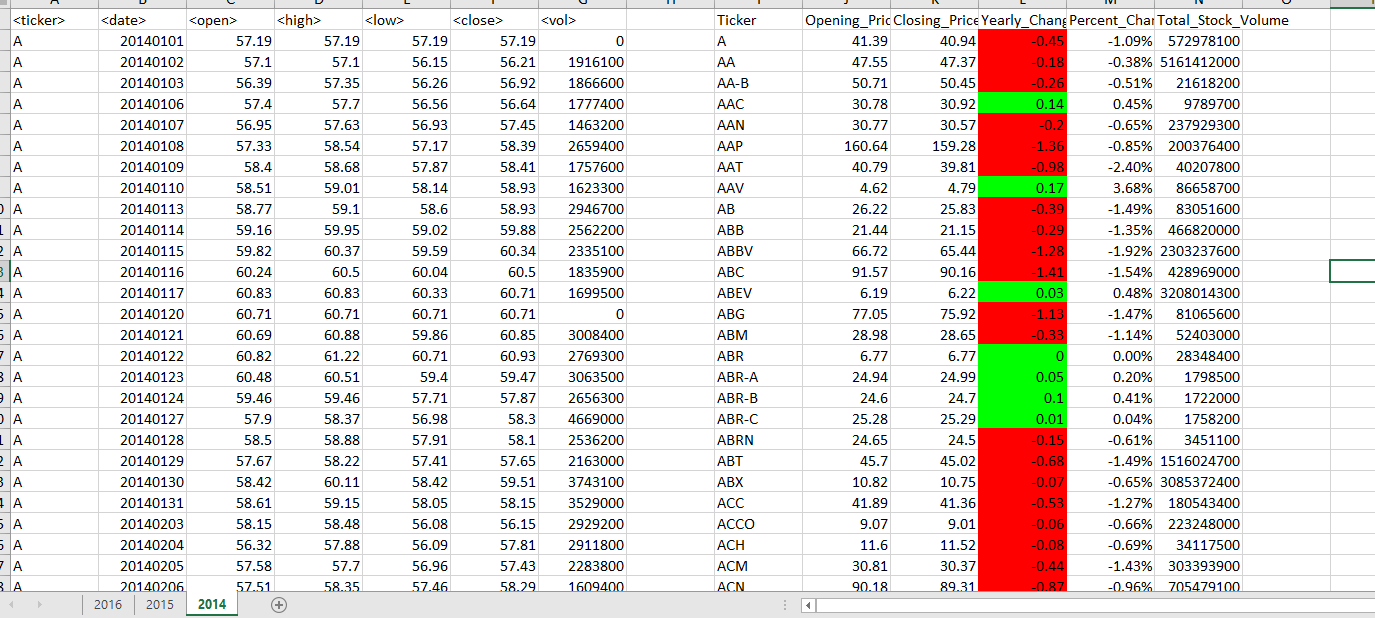 <ticker> <date> <open> <high> <low> <close> <vol> Ticker Opening_Pric Closing_Price Yearly_Chang Percent_Chan Total_Stock_Volume
A 20140101 57.19 57.19 57.19 57.19 0 A 41.39 40.94 -0.45 -1.09% 572978100
A 20140102 57.1 57.1 56.15 56.21 1916100 AA 47.55 47.37 -0.18 -0.38% 5161412000
A 20140103 56.39 57.35 56.26 56.92 1866600 AA-B 50.71 50.45 -0.26 -0.51% 21618200
A 20140106 57.4 57.7 56.56 56.64 1777400 AAC 30.78 30.92 0.14 0.45% 9789700
A 20140107 56.95 57.63 56.93 57.45 1463200 AAN 30.77 30.57 -0.2 -0.65% 237929300
A 20140108 57.33 58.54 57.17 58.39 2659400 AAP 160.64 159.28 -1.36 -0.85% 200376400
A 20140109 58.4 58.68 57.87 58.41 1757600 AAT 40.79 39.81 -0.98 -2.40% 40207800
A 20140110 58.51 59.01 58.14 58.93 1623300 AAV 4.62 4.79 0.17 3.68% 86658700
A 20140113 58.77 59.1 58.6 58.93 2946700 AB 26.22 25.83 -0.39 -1.49% 83051600
A 20140114 59.16 59.95 59.02 59.88 2562200 ABB 21.44 21.15 -0.29 -1.35% 466820000
A 20140115 59.82 60.37 59.59 60.34 2335100 ABBV 66.72 65.44 -1.28 -1.92% 2303237600
A 20140116 60.24 60.5 60.04 60.5 1835900 ABC 91.57 90.16 -1.41 -1.54% 428969000
A 20140117 60.83 60.83 60.33 60.71 1699500 ABEV 6.19 6.22 0.03 0.48% 3208014300
A 20140120 60.71 60.71 60.71 60.71 0 ABG 77.05 75.92 -1.13 -1.47% 81065600
A 20140121 60.69 60.88 59.86 60.85 3008400 ABM 28.98 28.65 -0.33 -1.14% 52403000
A 20140122 60.82 61.22 60.71 60.93 2769300 ABR 6.77 6.77 0 0.00% 28348400
A 20140123 60.48 60.51 59.4 59.47 3063500 ABR-A 24.94 24.99 0.05 0.20% 1798500
A 20140124 59.46 59.46 57.71 57.87 2656300 ABR-B 24.6 24.7 0.1 0.41% 1722000
A 20140127 57.9 58.37 56.98 58.3 4669000 ABR-C 25.28 25.29 0.01 0.04% 1758200
A 20140128 58.5 58.88 57.91 58.1 2536200 ABRN 24.65 24.5 -0.15 -0.61% 3451100
A 20140129 57.67 58.22 57.41 57.65 2163000 ABT 45.7 45.02 -0.68 -1.49% 1516024700
A 20140130 58.42 60.11 58.42 59.51 3743100 ABX 10.82 10.75 -0.07 -0.65% 3085372400
A 20140131 58.61 59.15 58.05 58.15 3529000 ACC 41.89 41.36 -0.53 -1.27% 180543400
A 20140203 58.15 58.48 56.08 56.15 2929200 ACCO 9.07 9.01 -0.06 -0.66% 223248000
A 20140204 56.32 57.88 56.09 57.81 2911800 ACH 11.6 11.52 -0.08 -0.69% 34117500
A 20140205 57.58 57.7 56.96 57.43 2283800 ACM 30.81 30.37 -0.44 -1.43% 303393900
A 20140206 57.51 58.35 57.46 58.29 1609400 ACN 90.18 89.31 -0.87 -0.96% 705479100
2016 2015 2014